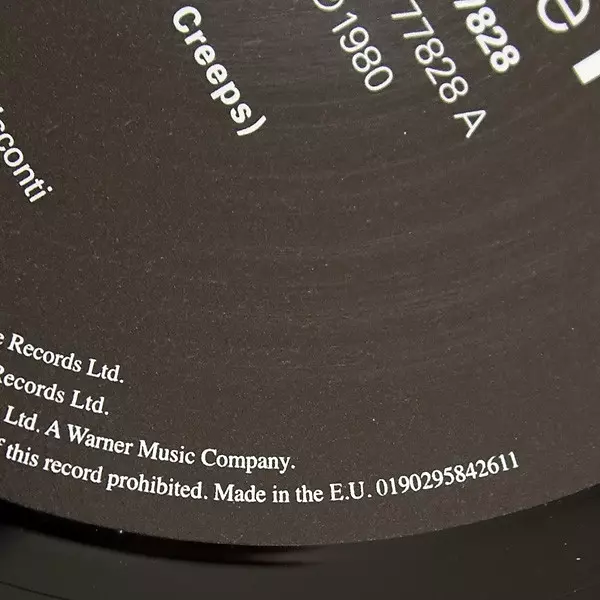 7828
77828 A
1980
Creeps)
sconti
Records Ltd.
Records Ltd.
Ltd. A Warner Music Company.
this record prohibited. Made in the E.U. 0190295842611